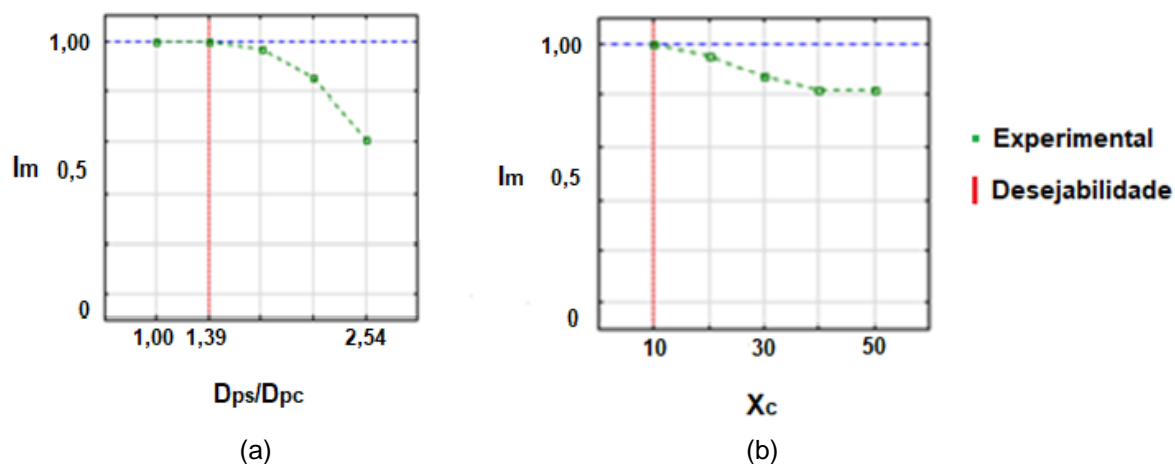 1,00
Im 0,5
0
1,00 1,39 2,54
Dps/Dpc
(a)
1,00
Im 0,5
0
10 30 50
Xc
(b)
Experimental
Desejabilidade